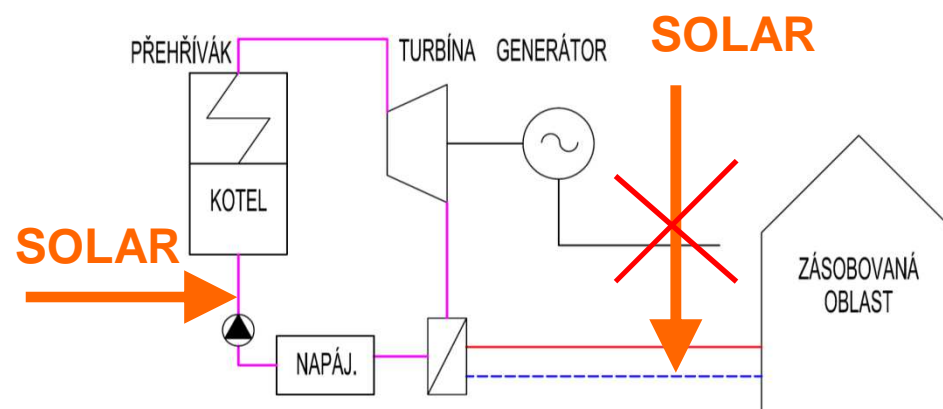 SOLAR
PŘEHŘÍVÁK
TURBÍNA
GENERÁTOR
KOTEL
SOLAR
ZÁSOBOVANÁ
OBLAST
NAPÁJ.